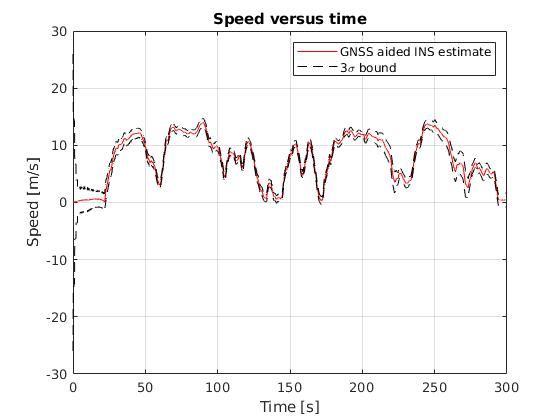 Speed versus time
GNSS aided INS estimate
3σ bound
Speed [m/s]
30
20
10
0
-10
-20
-30
0 50 100 150 200 250 300
Time [s]